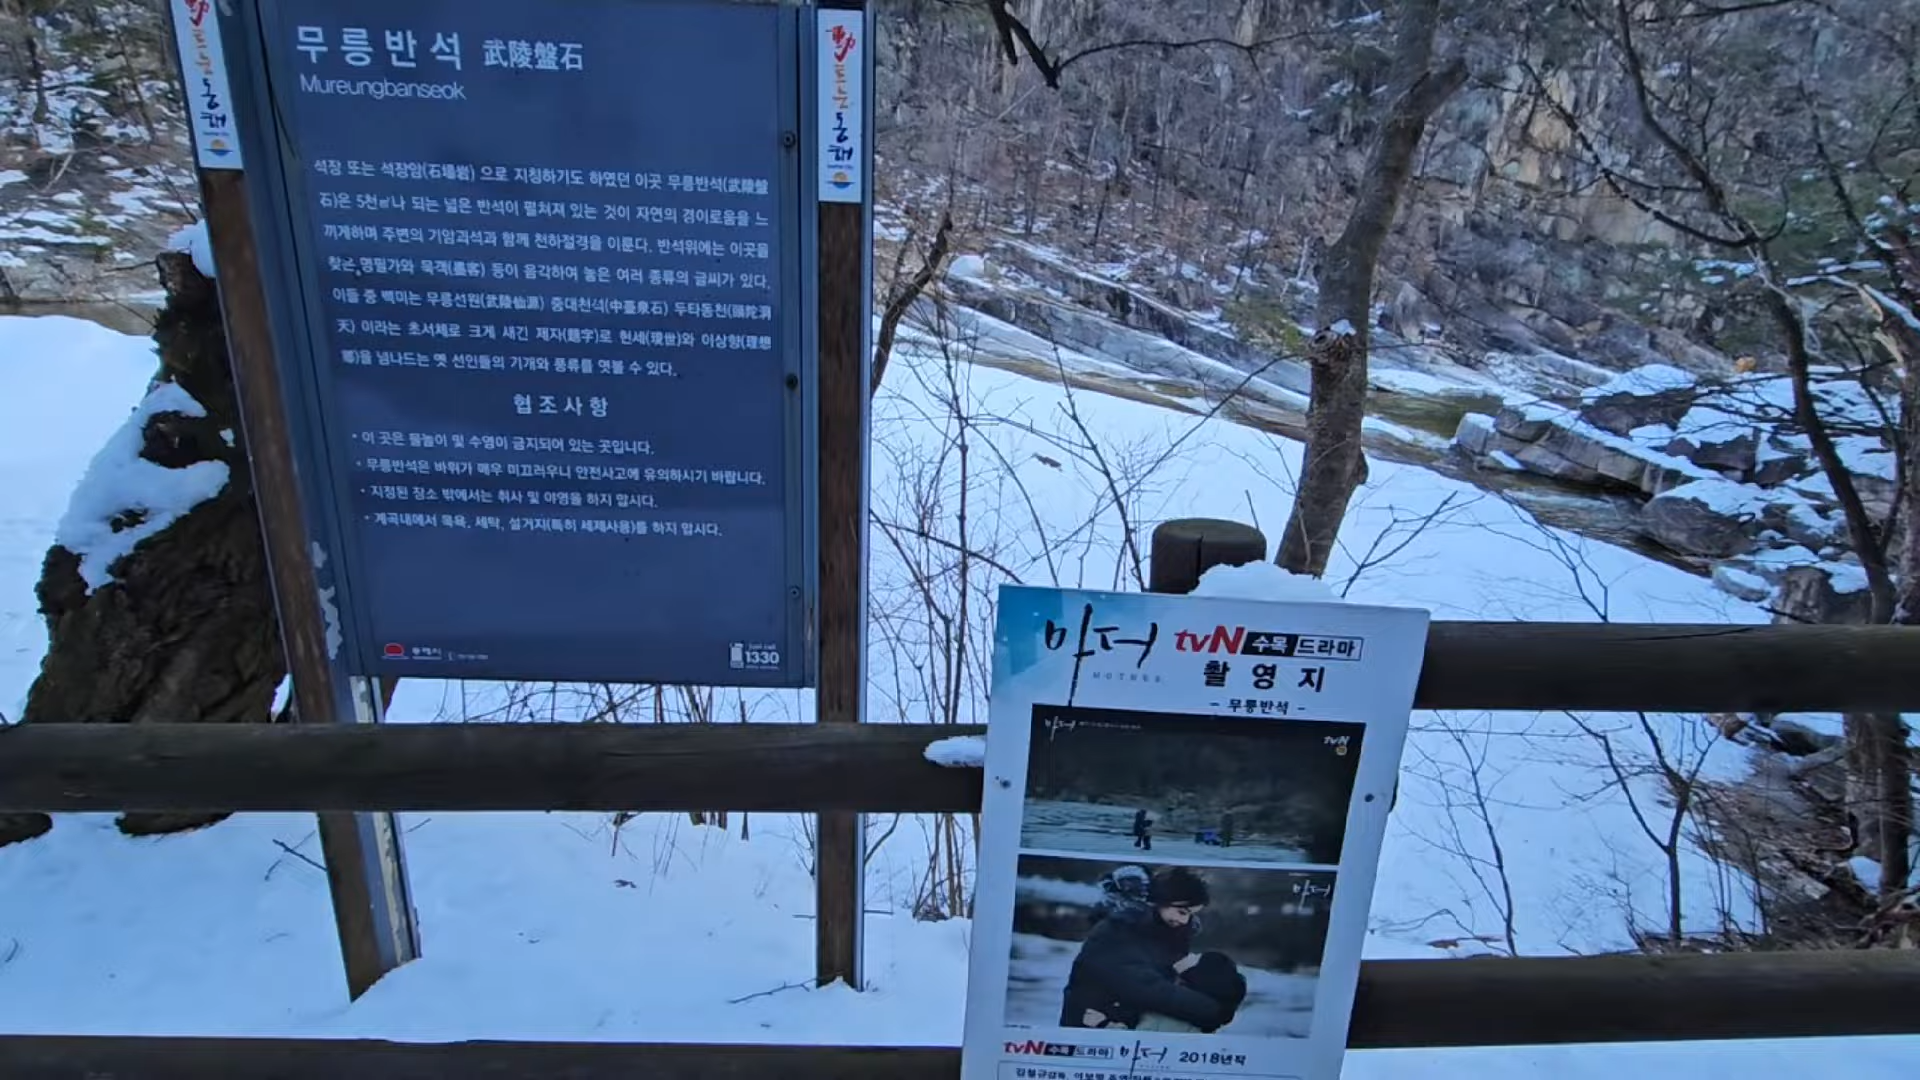 動트는동해
무릉반석 武陵盤石
Mureungbanseok
석장 또는 석장암(石場岩) 으로 지칭하기도 하였던 이곳 무릉반석(武陵盤
石)은 5천㎡나 되는 넓은 반석이 펼쳐져 있는 것이 자연의 경이로움을 느
끼게하며 주변의 기암괴석과 함께 천하절경을 이룬다. 반석위에는 이곳을
찾은 명필가와 묵객(墨客) 등이 음각하여 놓은 여러 종류의 글씨가 있다.
이들 중 백미는 무릉선원(武陵仙源) 중대천석(中臺泉石) 두타동천(頭陀洞
天) 이라는 초서체로 크게 새긴 제자(題字)로 현세(現世)와 이상향(理想
鄕)을 넘나드는 옛 선인들의 기개와 풍류를 엿볼 수 있다.
협조사항
• 이 곳은 물놀이 및 수영이 금지되어 있는 곳입니다.
• 무릉반석은 바위가 매우 미끄러우니 안전사고에 유의하시기 바랍니다.
• 지정된 장소 밖에서는 취사 및 야영을 하지 맙시다.
• 계곡내에서 목욕, 세탁, 설거지(특히 세제사용)를 하지 맙시다.
동해시
1330
動트는동해
마더 tvN 수목드라마
MOTHER
촬영지
- 무릉반석 -
마더
tvN
마더
tvN 수목드라마 마더 2018년작